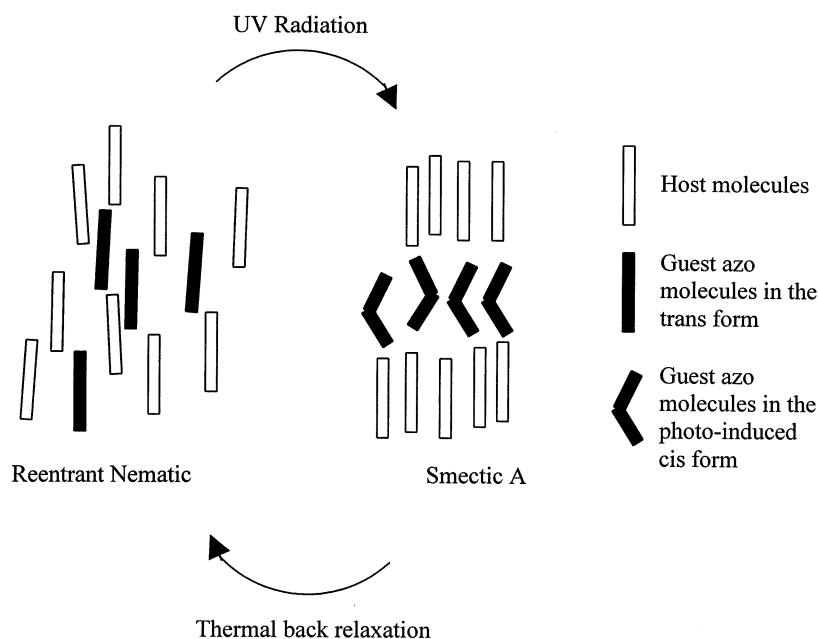 UV Radiation
Host molecules
Guest azo
molecules in the
trans form
Guest azo
molecules in the
photo-induced
cis form
Reentrant Nematic
Smectic A
Thermal back relaxation